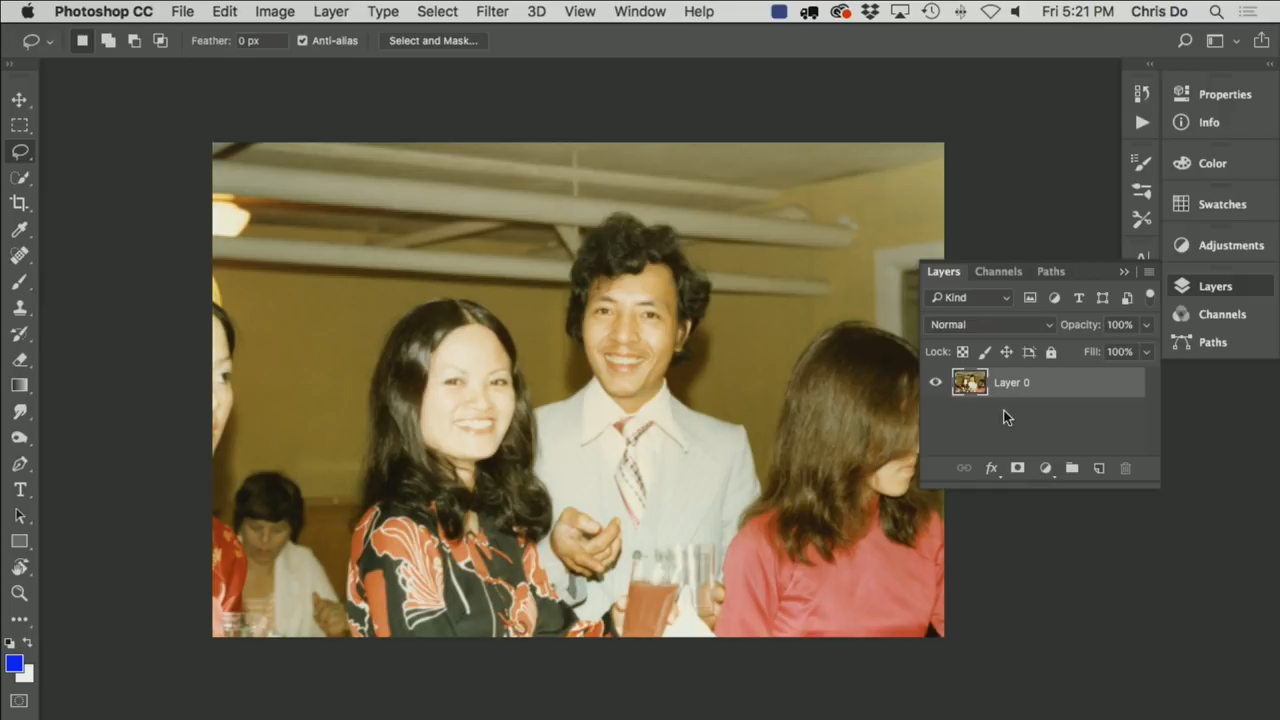 Photoshop CC File Edit Image Layer Type Select Filter 3D View Window Help Fri 5:21 PM Chris Do
Feather: 0 px Anti-alias Select and Mask...
Properties
Info
Color
Swatches
Adjustments
Layers Channels Paths
Layers
Kind
Channels
Normal Opacity: 100%
Paths
Lock: Fill: 100%
Layer 0
fx